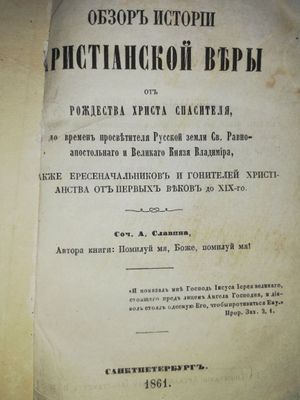 ОБЗОРЪ ИСТОРІИ
ХРИСТІАНСКОЙ ВѢРЫ
отъ
РОЖДЕСТВА ХРИСТА СПАСИТЕЛЯ,
до временъ просвѣтителя Русской земли Св. Равно-
апостольнаго и Великаго Князя Владиміра,
ТАКЖЕ ЕРЕСЕНАЧАЛЬНИКОВЪ И ГОНИТЕЛЕЙ ХРИСТІ-
АНСТВА ОТЪ ПЕРВЫХЪ ВѢКОВЪ до XIX-го.
Соч. А. Славина,
Автора книги: Помилуй мя, Боже, помилуй мя!
«И показалъ мнѣ Господь Іисуса Іерея великаго,
стоящаго предъ лицемъ Ангела Господня, и діа-
волъ стоялъ одесную Его, чтобы противиться Ему.»
Прор. Зах. 3, 1.
САНКТПЕТЕРБУРГЪ.
1861.